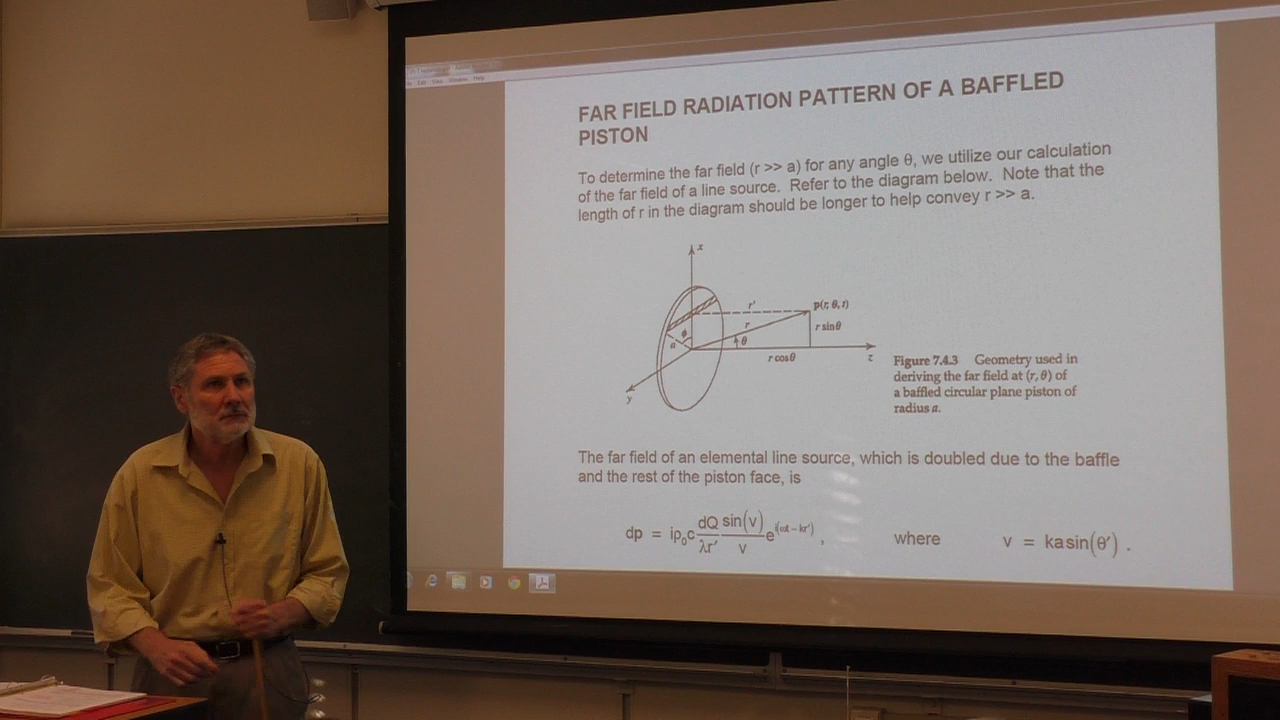 Edit View Window Help
FAR FIELD RADIATION PATTERN OF A BAFFLED
PISTON
To determine the far field (r >> a) for any angle θ, we utilize our calculation
of the far field of a line source. Refer to the diagram below. Note that the
length of r in the diagram should be longer to help convey r >> a.
x
r'
p(r, θ, t)
r
r sinθ
ϕ
a
θ
r cosθ
z
y
Figure 7.4.3 Geometry used in
deriving the far field at (r, θ) of
a baffled circular plane piston of
radius a.
The far field of an elemental line source, which is doubled due to the baffle
and the rest of the piston face, is
dp = iρ₀c dQ/λr' sin(v)/v e^i(ωt – kr') , where v = kasin(θ′) .